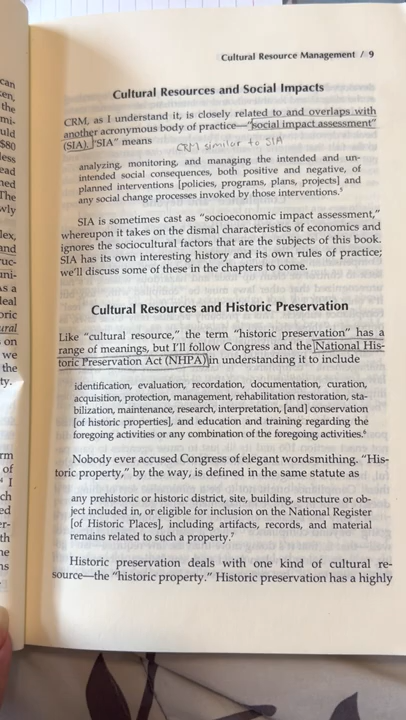 Cultural Resource Management / 9
Cultural Resources and Social Impacts
CRM, as I understand it, is closely related to and overlaps with
another acronymous body of practice—"social impact assessment"
(SIA). "SIA" means
CRM similar to SIA
analyzing, monitoring, and managing the intended and un-
intended social consequences, both positive and negative, of
planned interventions [policies, programs, plans, projects] and
any social change processes invoked by those interventions.⁵
SIA is sometimes cast as "socioeconomic impact assessment,"
whereupon it takes on the dismal characteristics of economics and
ignores the sociocultural factors that are the subjects of this book.
SIA has its own interesting history and its own rules of practice;
we'll discuss some of these in the chapters to come.
Cultural Resources and Historic Preservation
Like "cultural resource," the term "historic preservation" has a
range of meanings, but I'll follow Congress and the National His-
toric Preservation Act (NHPA) in understanding it to include
identification, evaluation, recordation, documentation, curation,
acquisition, protection, management, rehabilitation restoration, sta-
bilization, maintenance, research, interpretation, [and] conservation
[of historic properties], and education and training regarding the
foregoing activities or any combination of the foregoing activities.⁶
Nobody ever accused Congress of elegant wordsmithing. "His-
toric property," by the way, is defined in the same statute as
any prehistoric or historic district, site, building, structure or ob-
ject included in, or eligible for inclusion on the National Register
[of Historic Places], including artifacts, records, and material
remains related to such a property.⁷
Historic preservation deals with one kind of cultural re-
source—the "historic property." Historic preservation has a highly